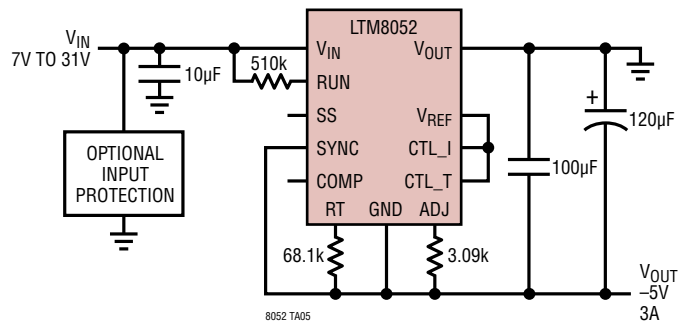 VIN
7V TO 31V
10µF
510k
LTM8052
VIN
VOUT
RUN
SS
VREF
SYNC
CTL_I
COMP
CTL_T
RT
GND
ADJ
OPTIONAL
INPUT
PROTECTION
+
120µF
100µF
68.1k
3.09k
VOUT
–5V
3A
8052 TA05